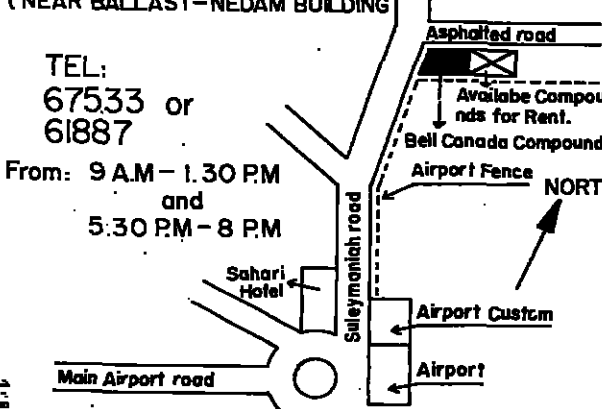 (NEAR BALLAST-NEDAM BUILDING
TEL:
67533 or
61887
From: 9 A.M - 1.30 P.M
and
5:30 P.M - 8 P.M
Asphalted road
Availabe Compou
nds for Rent.
Bell Canada Compound
Airport Fence
NORT
Suleymaniah road
Sahari
Hotel
Airport Custom
Airport
Main Airport road